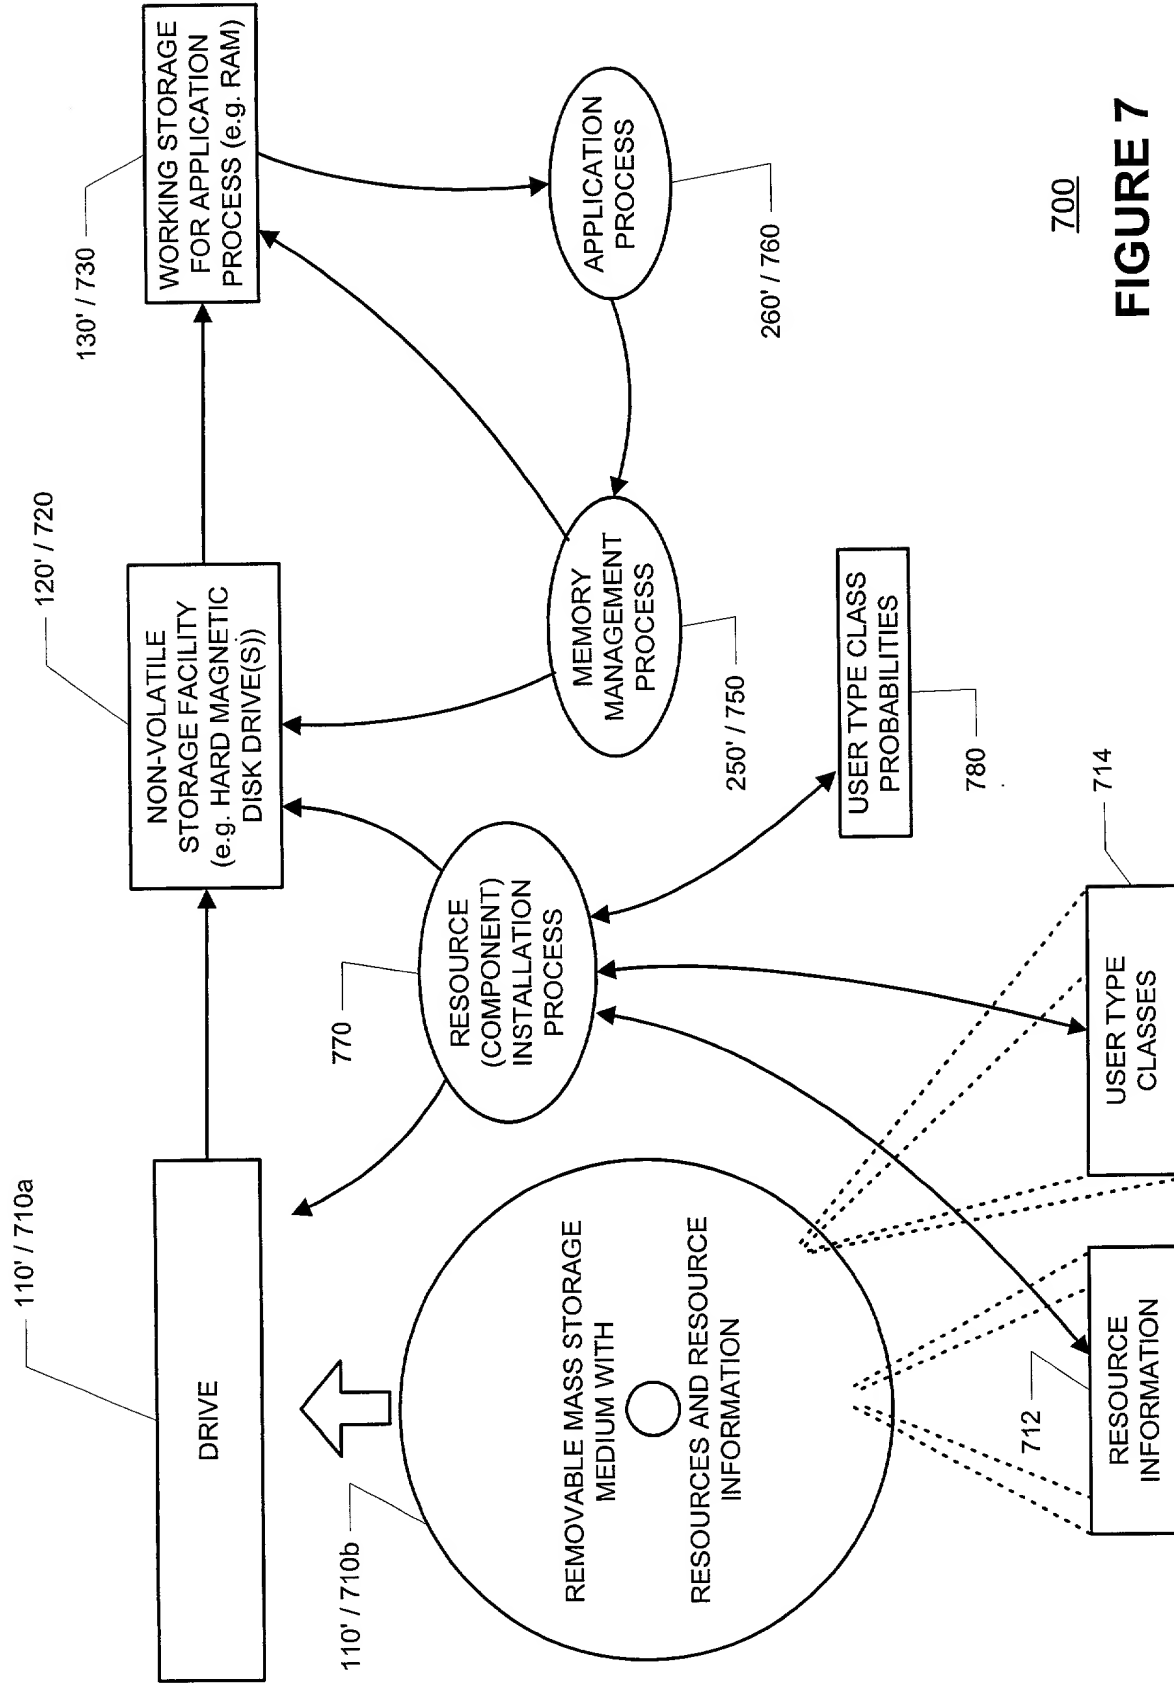 110' / 710a
DRIVE
120' / 720
NON-VOLATILE
STORAGE FACILITY
(e.g. HARD MAGNETIC
DISK DRIVE(S))
130' / 730
WORKING STORAGE
FOR APPLICATION
PROCESS (e.g. RAM)
110' / 710b
REMOVABLE MASS STORAGE
MEDIUM WITH
RESOURCES AND RESOURCE
INFORMATION
770
RESOURCE
(COMPONENT)
INSTALLATION
PROCESS
MEMORY
MANAGEMENT
PROCESS
250' / 750
APPLICATION
PROCESS
260' / 760
USER TYPE CLASS
PROBABILITIES
780
712
RESOURCE
INFORMATION
714
USER TYPE
CLASSES
700
FIGURE 7